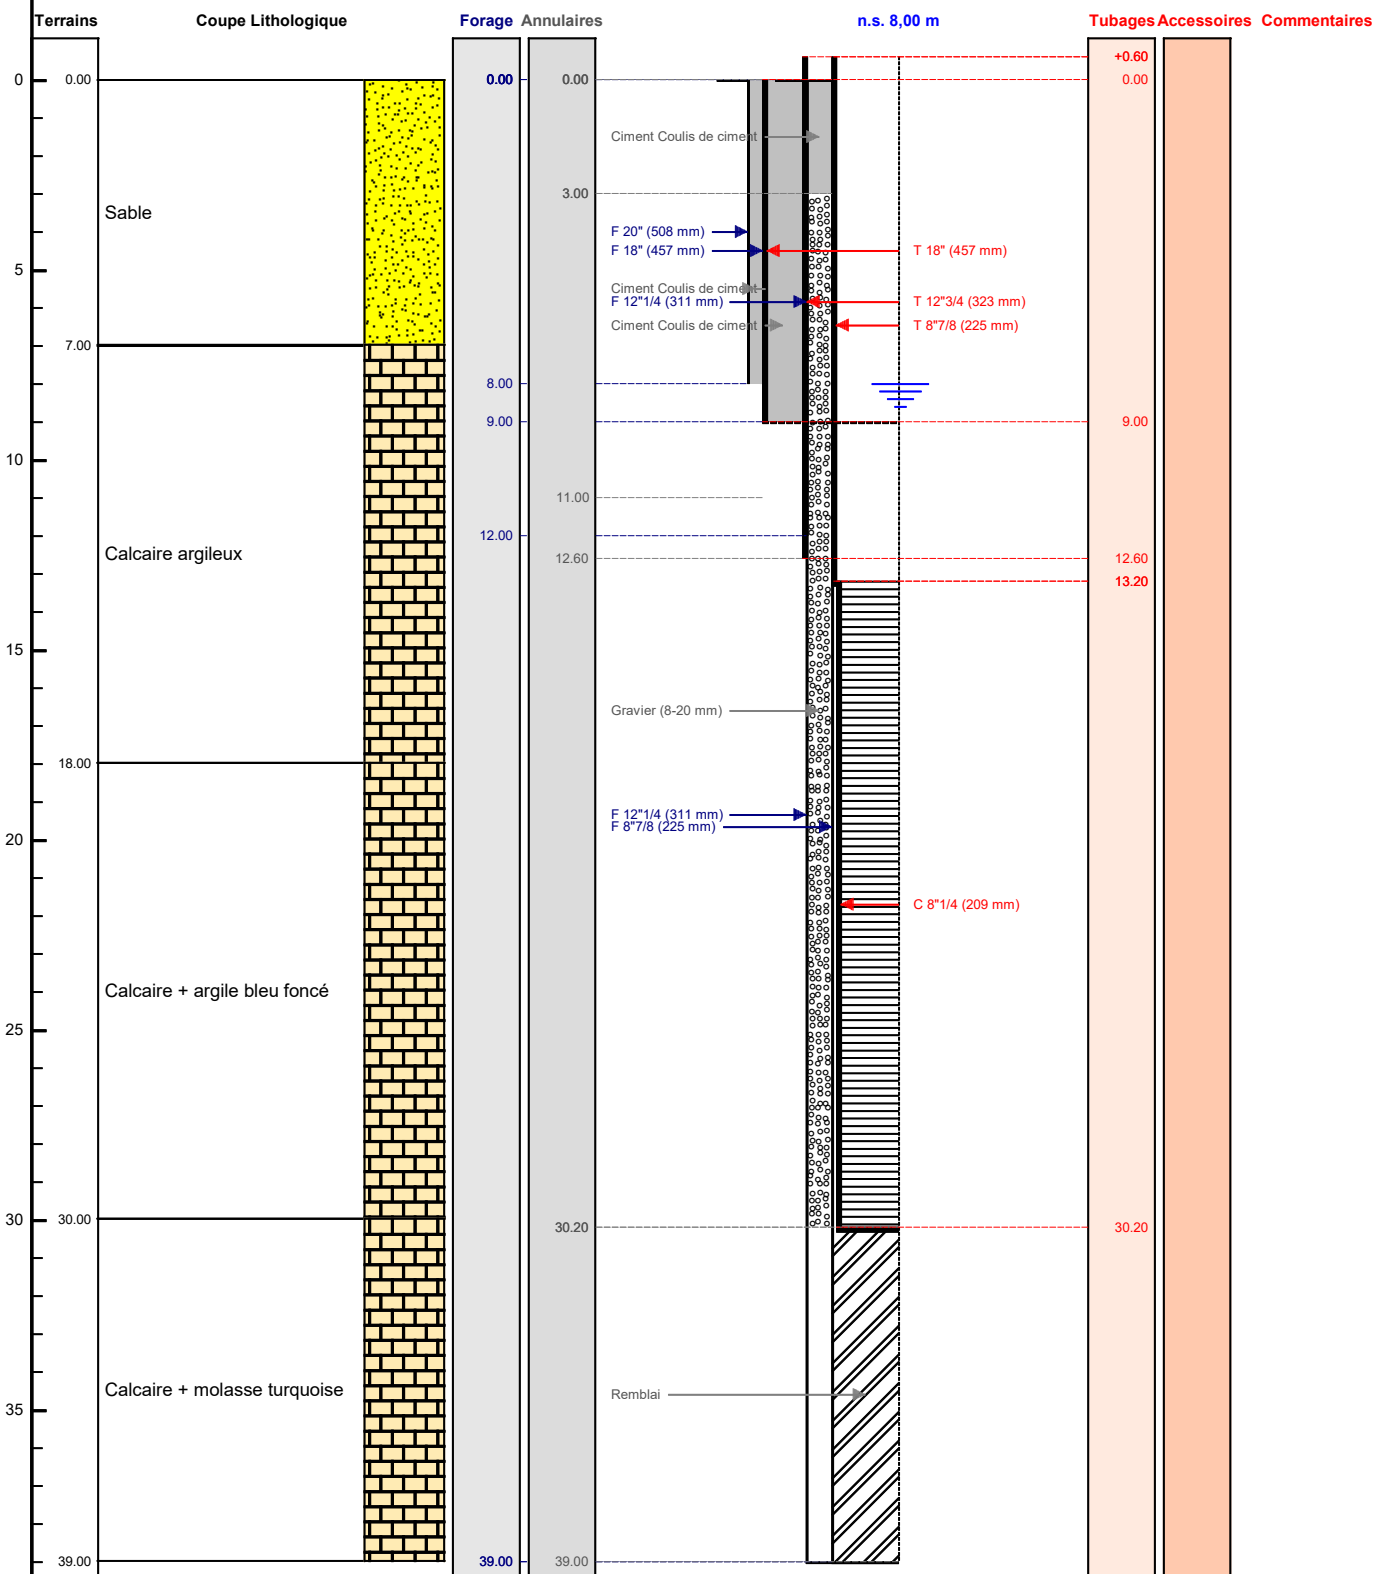 Terrains Coupe Lithologique Forage Annulaires n.s. 8,00 m Tubages Accessoires Commentaires
+0.60
0 0.00 0.00 0.00 0.00
Ciment Coulis de ciment
3.00
Sable
F 20" (508 mm)
F 18" (457 mm) T 18" (457 mm)
5
Ciment Coulis de ciment
F 12"1/4 (311 mm) T 12"3/4 (323 mm)
Ciment Coulis de ciment T 8"7/8 (225 mm)
7.00
8.00
9.00 9.00
10
11.00
12.00
Calcaire argileux
12.60 12.60
13.20
15
Gravier (8-20 mm)
18.00
F 12"1/4 (311 mm)
F 8"7/8 (225 mm)
20
C 8"1/4 (209 mm)
Calcaire + argile bleu foncé
25
30 30.00
30.20 30.20
Calcaire + molasse turquoise
Remblai
35
39.00 39.00 39.00